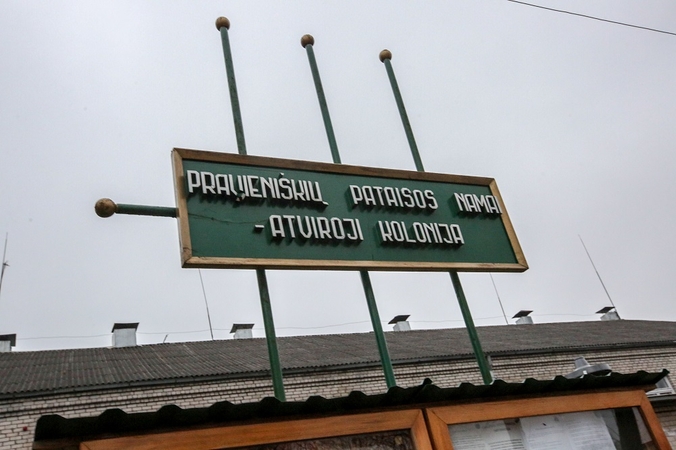 PRAVIENIŠKIŲ PATAISOS NAMAI
-ATVIROJI KOLONIJA